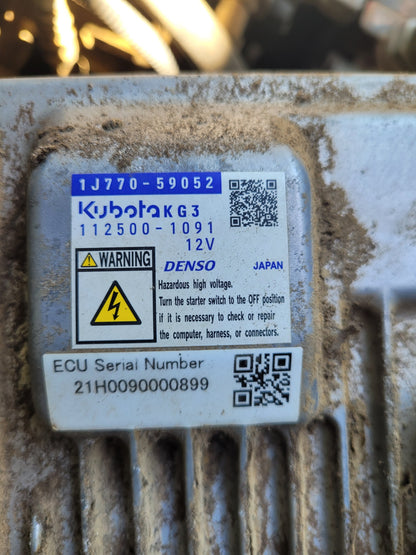 1J770-59052
Kubota KG3
112500-1091
12V
WARNING
DENSO JAPAN
Hazardous high voltage.
Turn the starter switch to the OFF position
if it is necessary to check or repair
the computer, harness, or connectors.
ECU Serial Number
21H0090000899